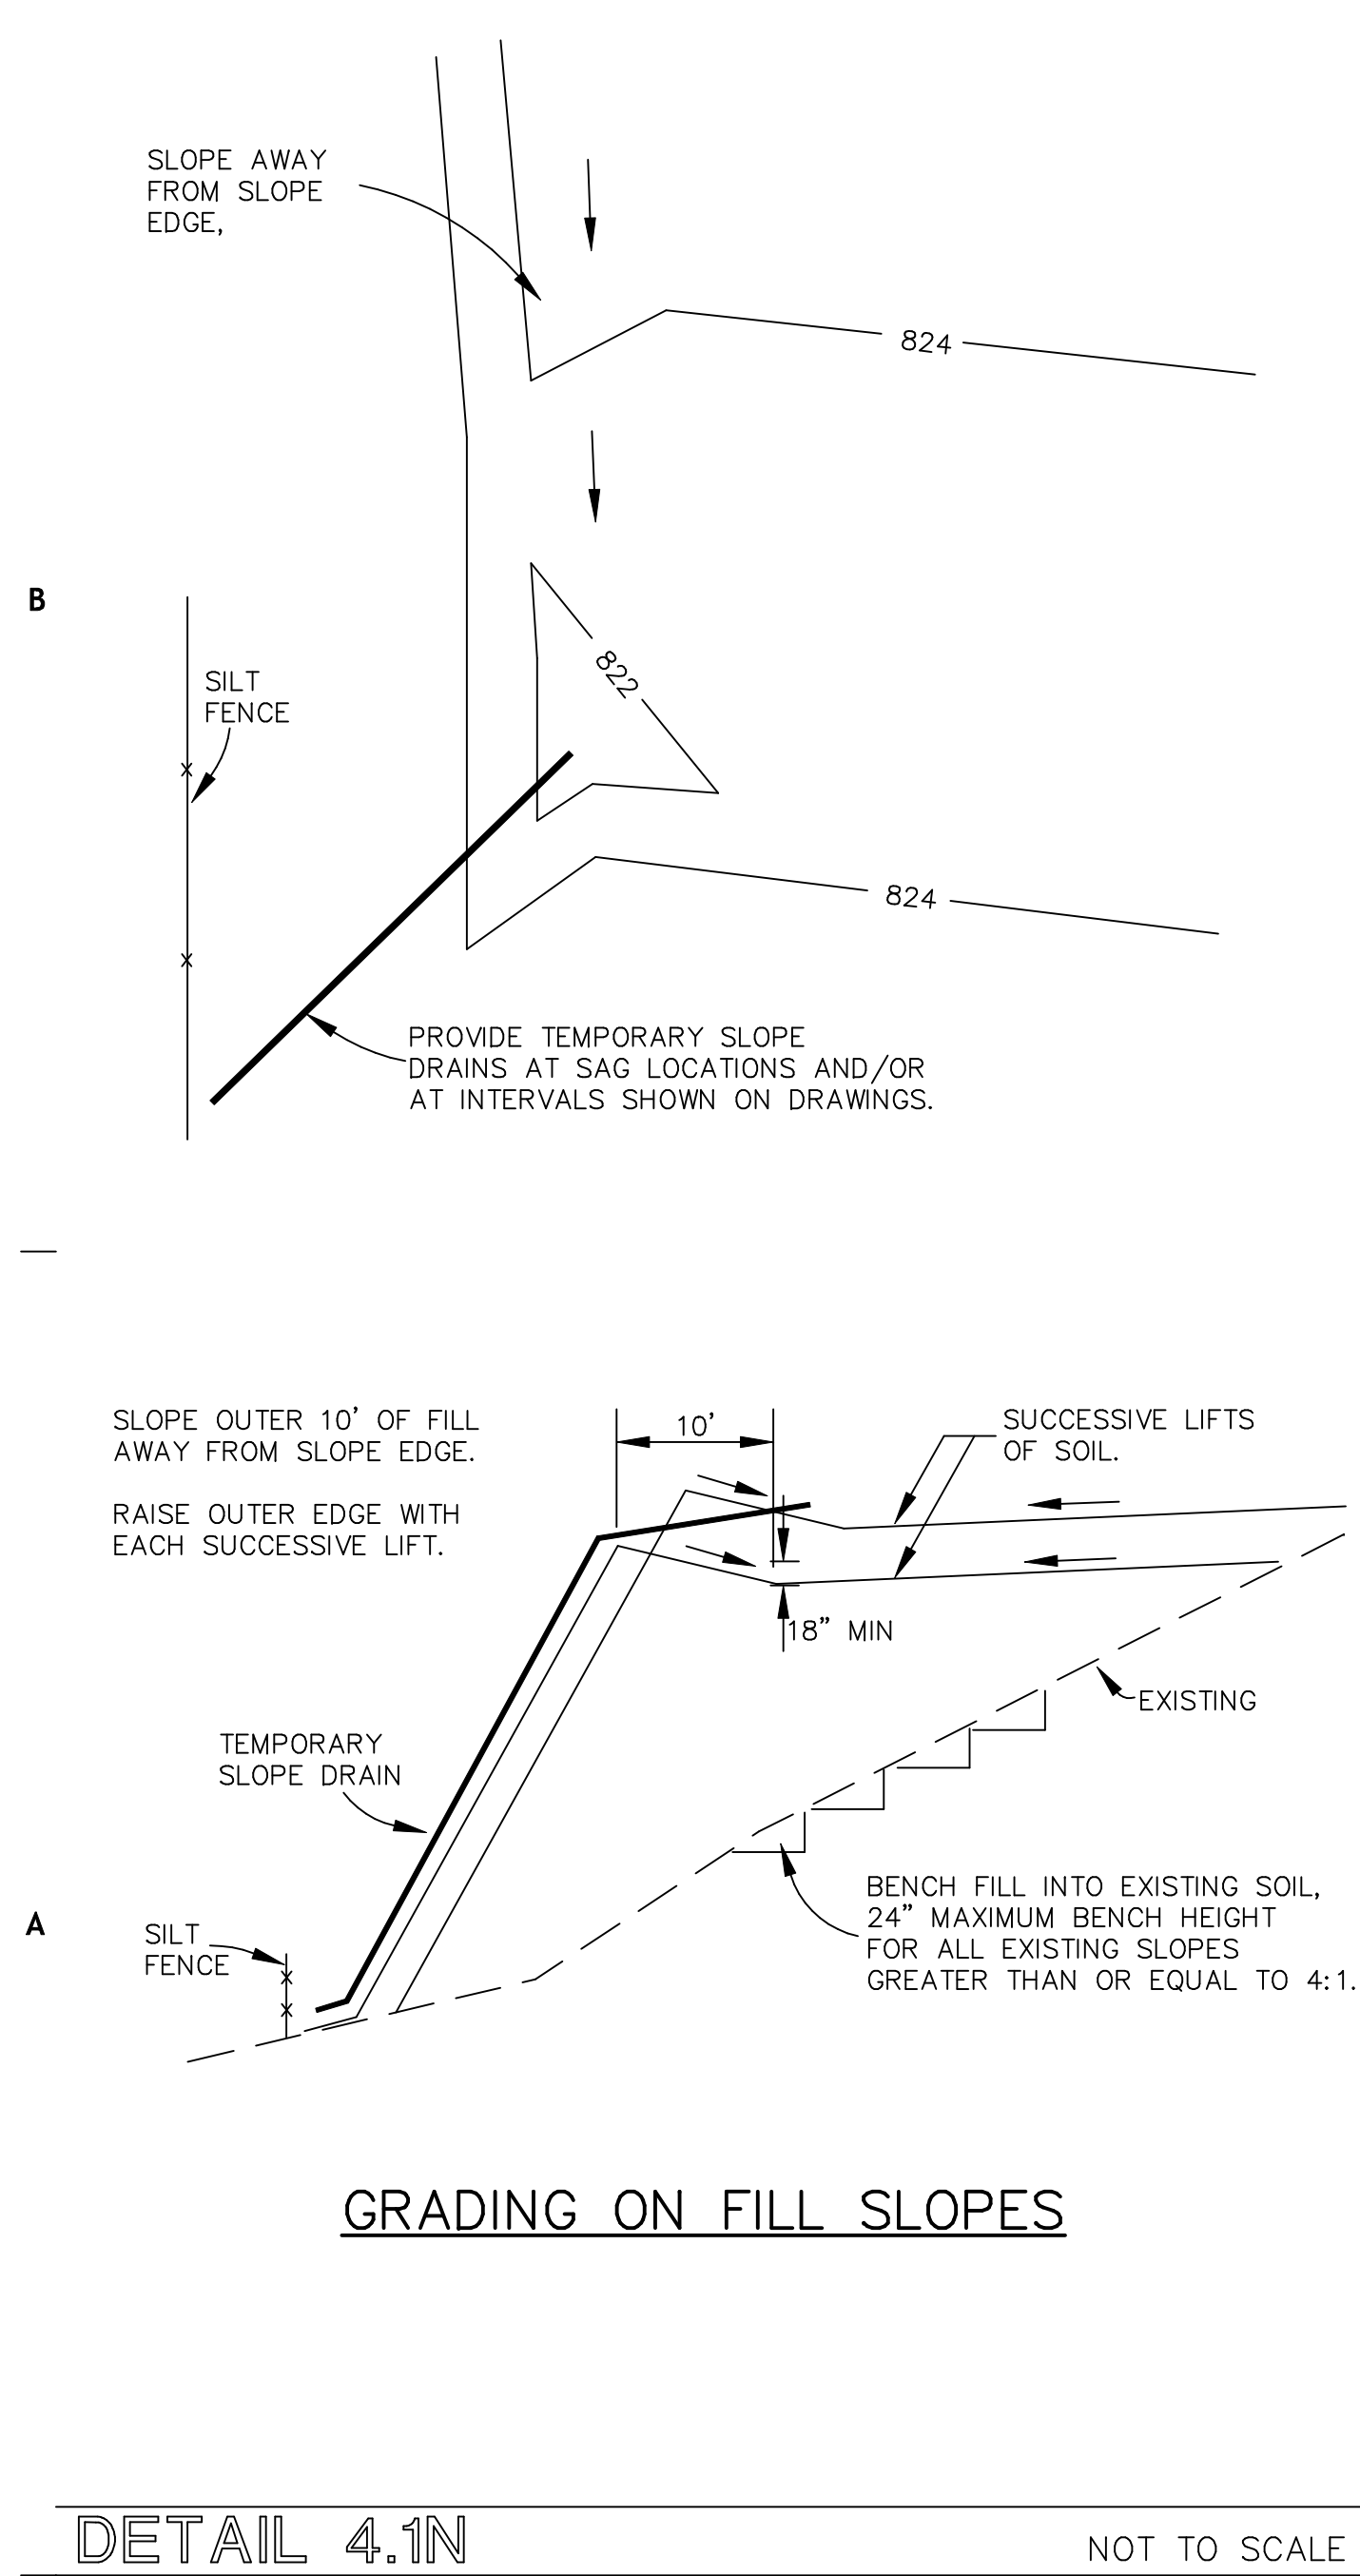 SLOPE AWAY
FROM SLOPE
EDGE,
824
B
822
SILT
FENCE
824
PROVIDE TEMPORARY SLOPE
DRAINS AT SAG LOCATIONS AND/OR
AT INTERVALS SHOWN ON DRAWINGS.
SLOPE OUTER 10' OF FILL
AWAY FROM SLOPE EDGE.
RAISE OUTER EDGE WITH
EACH SUCCESSIVE LIFT.
10'
SUCCESSIVE LIFTS
OF SOIL.
18" MIN
EXISTING
TEMPORARY
SLOPE DRAIN
BENCH FILL INTO EXISTING SOIL,
24" MAXIMUM BENCH HEIGHT
FOR ALL EXISTING SLOPES
GREATER THAN OR EQUAL TO 4:1.
A
SILT
FENCE
GRADING ON FILL SLOPES
DETAIL 4.1N
NOT TO SCALE